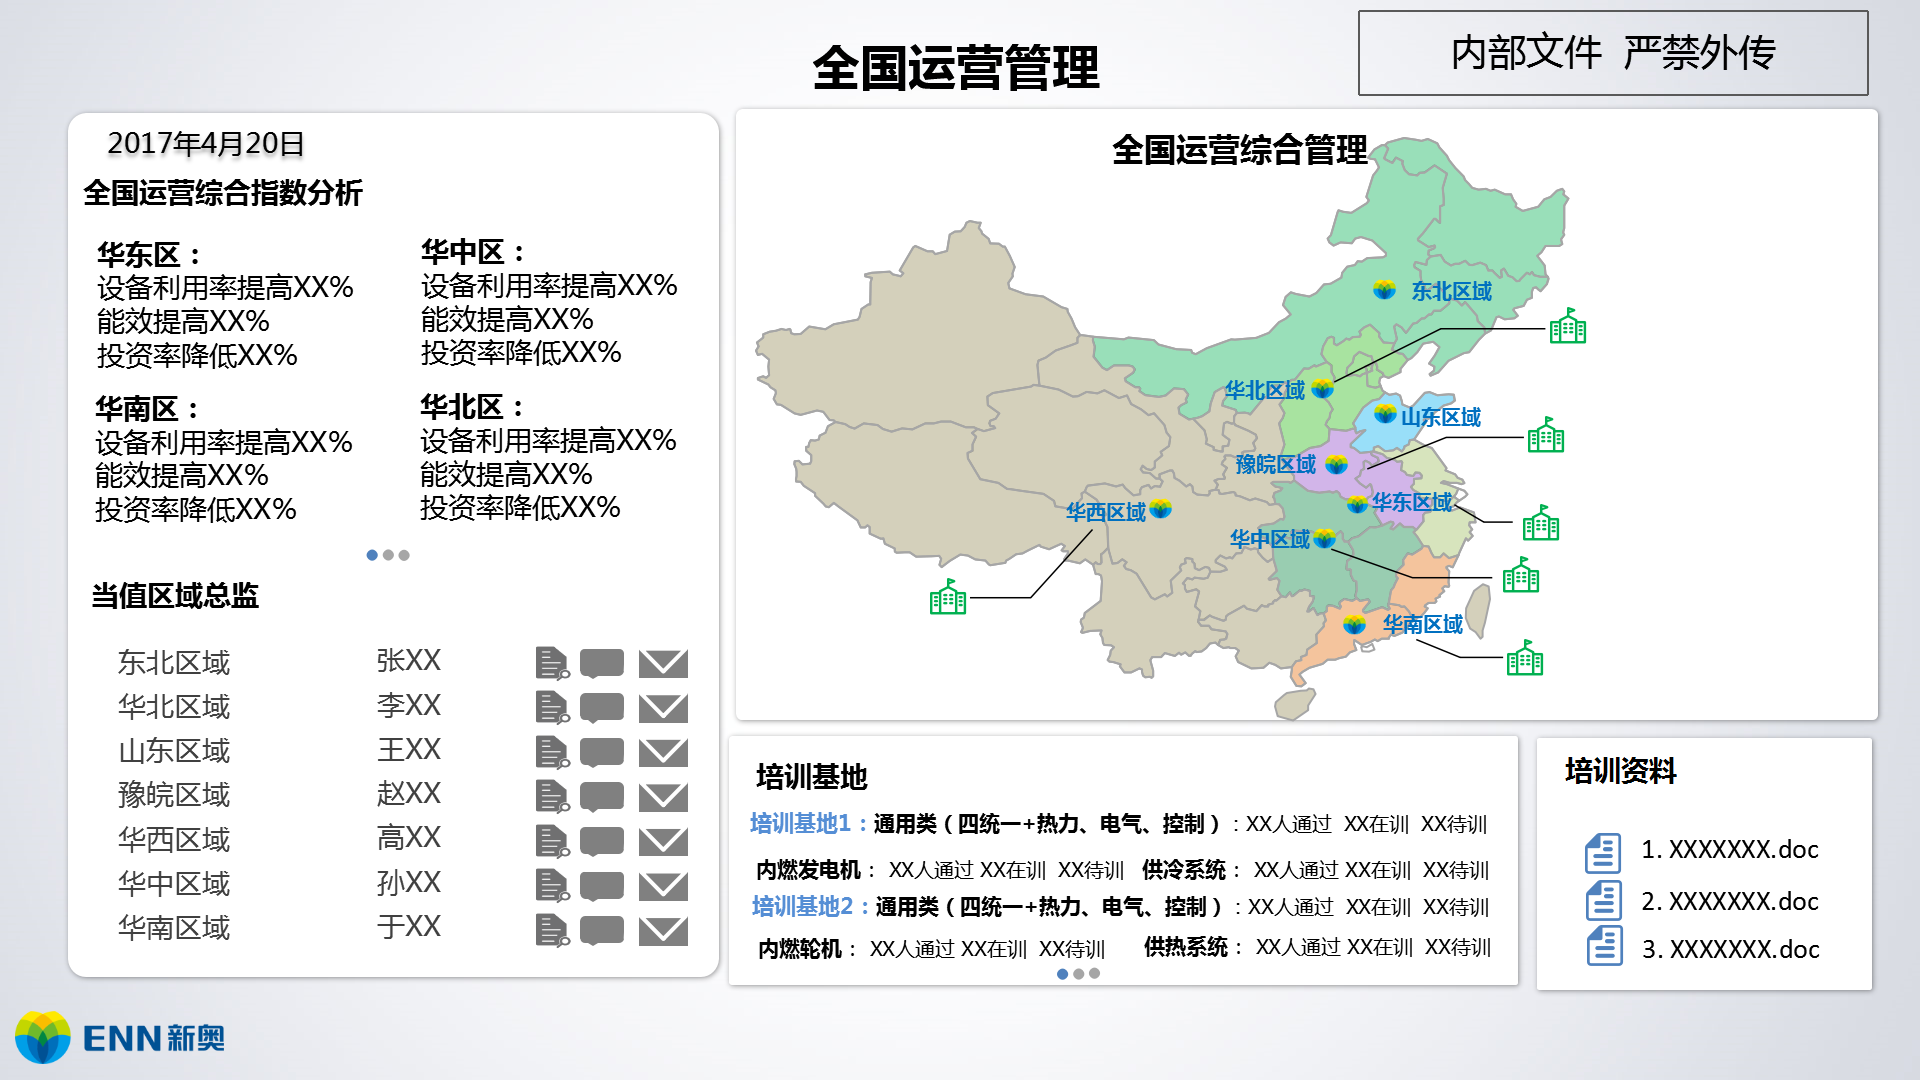 全国运营管理
内部文件 严禁外传
2017年4月20日
全国运营综合指数分析
华东区：
设备利用率提高XX%
能效提高XX%
投资率降低XX%
华中区：
设备利用率提高XX%
能效提高XX%
投资率降低XX%
华南区：
设备利用率提高XX%
能效提高XX%
投资率降低XX%
华北区：
设备利用率提高XX%
能效提高XX%
投资率降低XX%
当值区域总监
东北区域 张XX
华北区域 李XX
山东区域 王XX
豫皖区域 赵XX
华西区域 高XX
华中区域 孙XX
华南区域 于XX
全国运营综合管理
东北区域
华北区域
山东区域
豫皖区域
华东区域
华西区域
华中区域
华南区域
培训基地
培训基地1：通用类（四统一+热力、电气、控制）：XX人通过 XX在训 XX待训
内燃发电机： XX人通过 XX在训 XX待训 供冷系统： XX人通过 XX在训 XX待训
培训基地2：通用类（四统一+热力、电气、控制）：XX人通过 XX在训 XX待训
内燃轮机： XX人通过 XX在训 XX待训 供热系统： XX人通过 XX在训 XX待训
培训资料
1. XXXXXXX.doc
2. XXXXXXX.doc
3. XXXXXXX.doc
ENN新奥